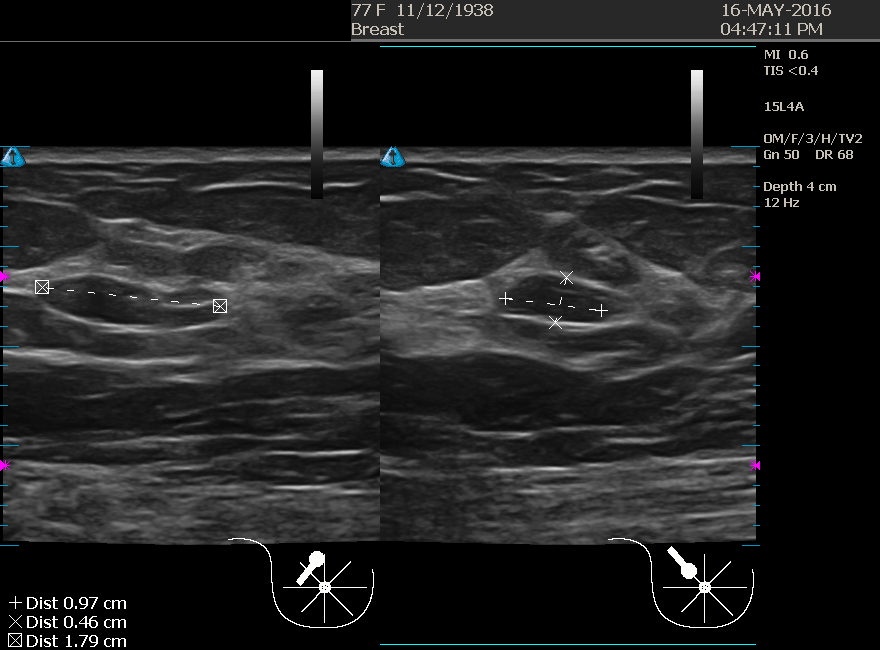 77 F 11/12/1938 16-MAY-2016
Breast 04:47:11 PM
MI 0.6
TIS <0.4
15L4A
OM/F/3/H/TV2
Gn 50 DR 68
Depth 4 cm
12 Hz
+ Dist 0.97 cm
× Dist 0.46 cm
⊠ Dist 1.79 cm